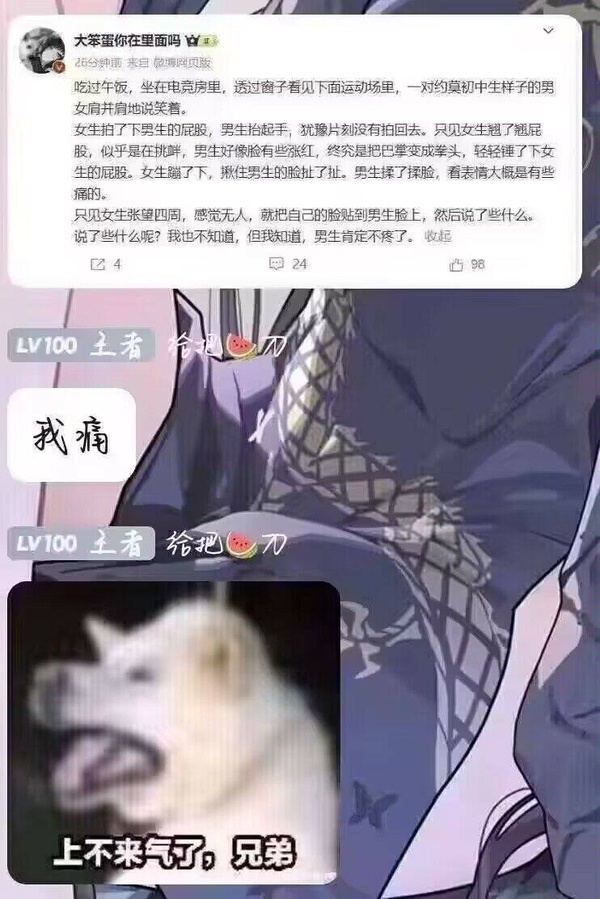 大笨蛋你在里面吗
26分钟前 来自 微博网页版
吃过午饭，坐在电竞房里，透过窗子看见下面运动场里，一对约莫初中生样子的男
女肩并肩地说笑着。
女生拍了下男生的屁股，男生抬起手，犹豫片刻没有拍回去。只见女生翘了翘屁
股，似乎是在挑衅，男生好像脸有些涨红，终究是把巴掌变成拳头，轻轻锤了下女
生的屁股。女生蹦了下，揪住男生的脸扯了扯。男生揉了揉脸，看表情大概是有些
痛的。
只见女生张望四周，感觉无人，就把自己的脸贴到男生脸上，然后说了些什么。
说了些什么呢？我也不知道，但我知道，男生肯定不疼了。 收起
4 24 98
LV100 主者 给把🍉刀
我痛
LV100 主者 给把🍉刀
上不来气了，兄弟